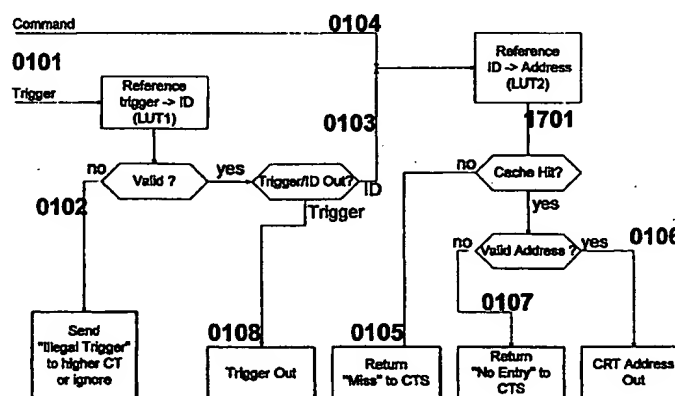 Command
0104
0101
Reference
trigger -> ID
(LUT1)
Reference
ID -> Address
(LUT2)
Trigger
0103
1701
no
Valid ?
yes
Trigger/ID Out?
ID
no
Cache Hit?
0102
Trigger
yes
no
Valid Address ?
yes
0106
0107
0108
0105
Send
"Illegal Trigger"
to higher CT
or ignore
Trigger Out
Return
"Miss" to CTS
Return
"No Entry" to
CTS
CRT Address
Out